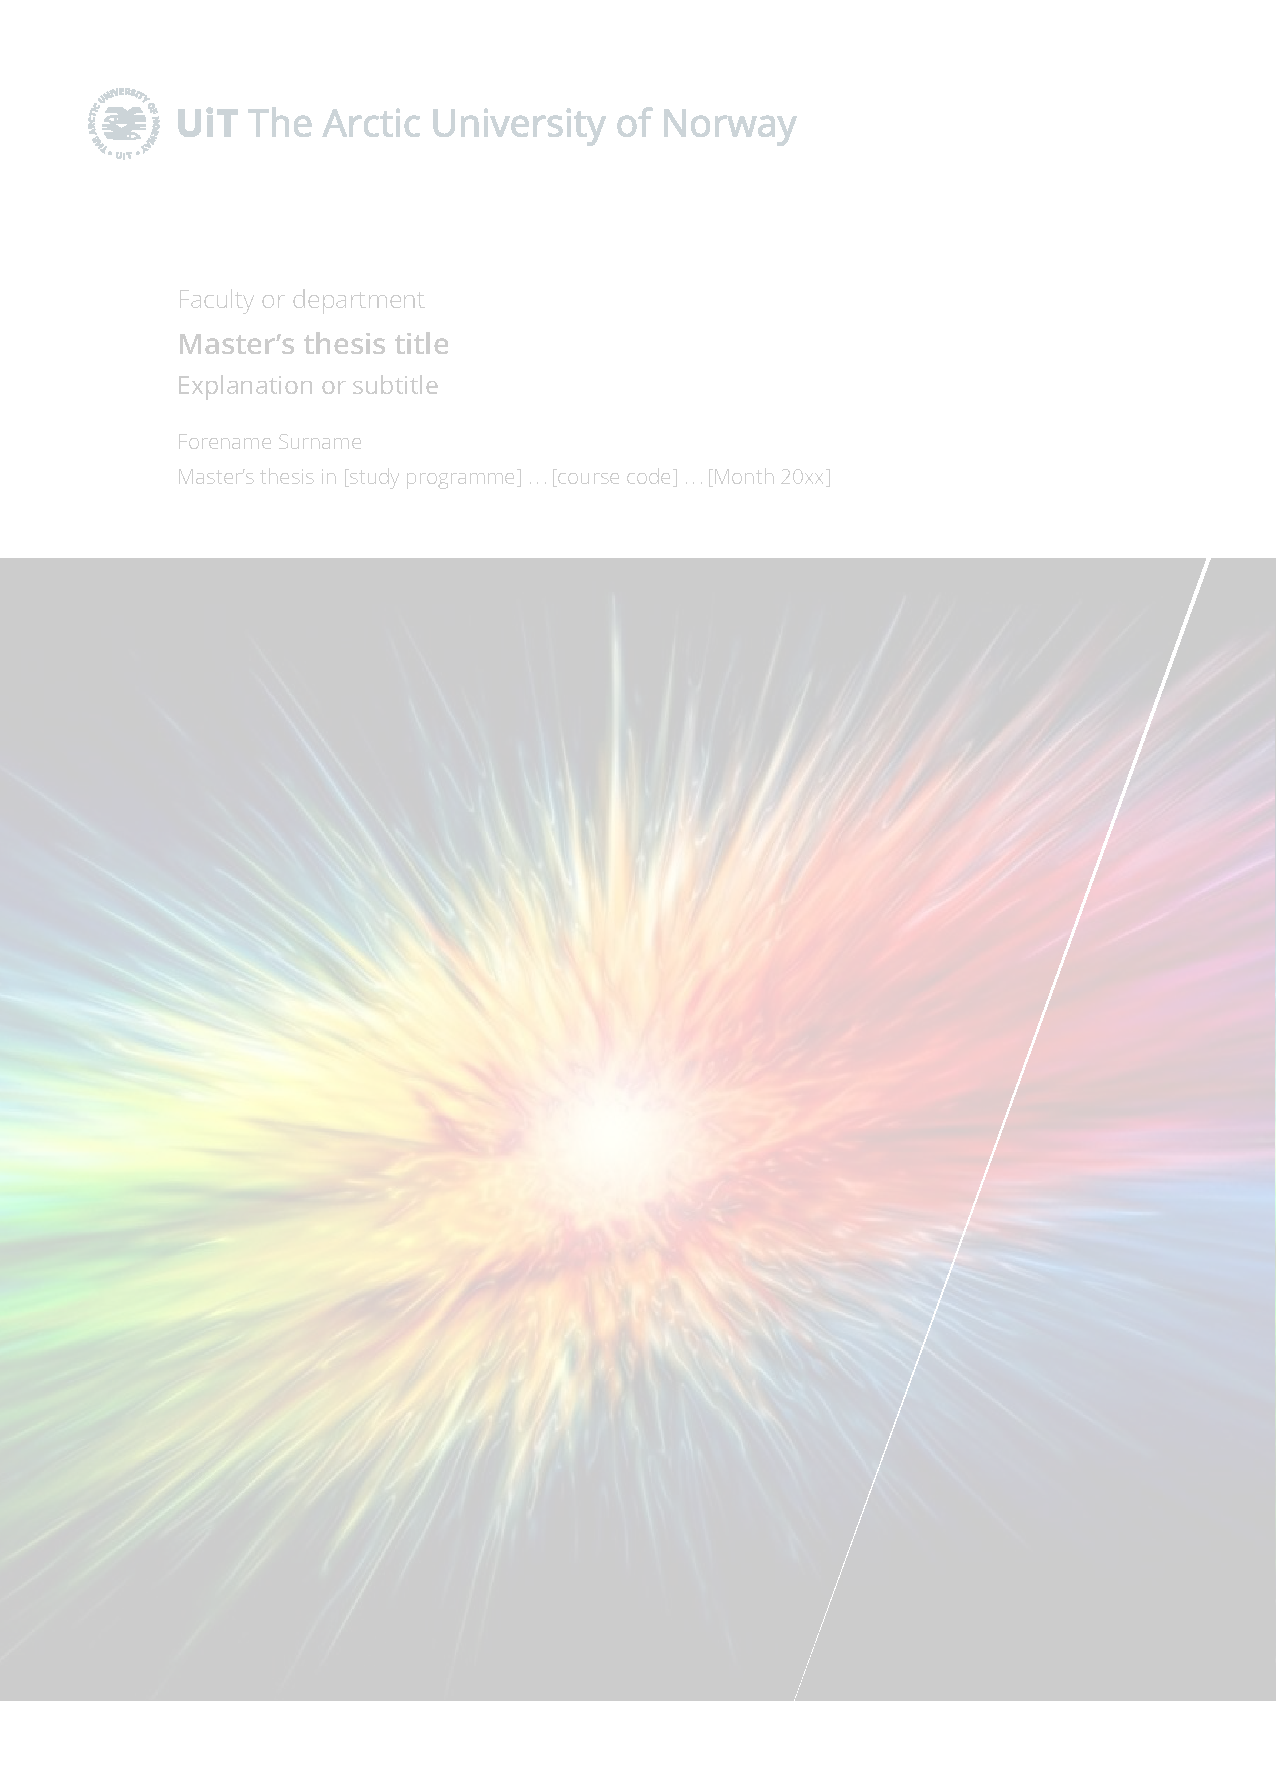 THE ARCTIC UNIVERSITY OF NORWAY • UiT •
UiT The Arctic University of Norway
Faculty or department
Master’s thesis title
Explanation or subtitle
Forename Surname
Master’s thesis in [study programme] … [course code] … [Month 20xx]